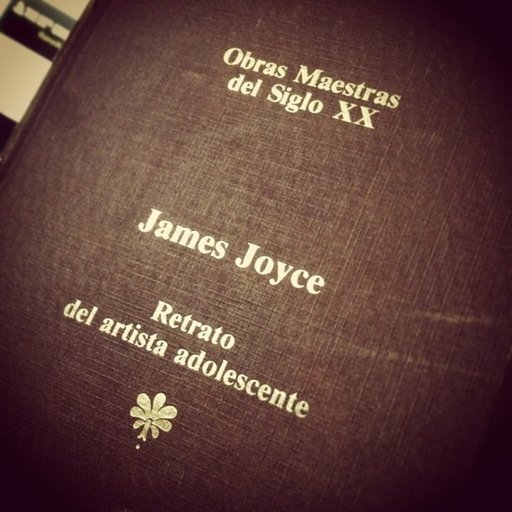 Obras Maestras
del Siglo XX
James Joyce
Retrato
del artista adolescente